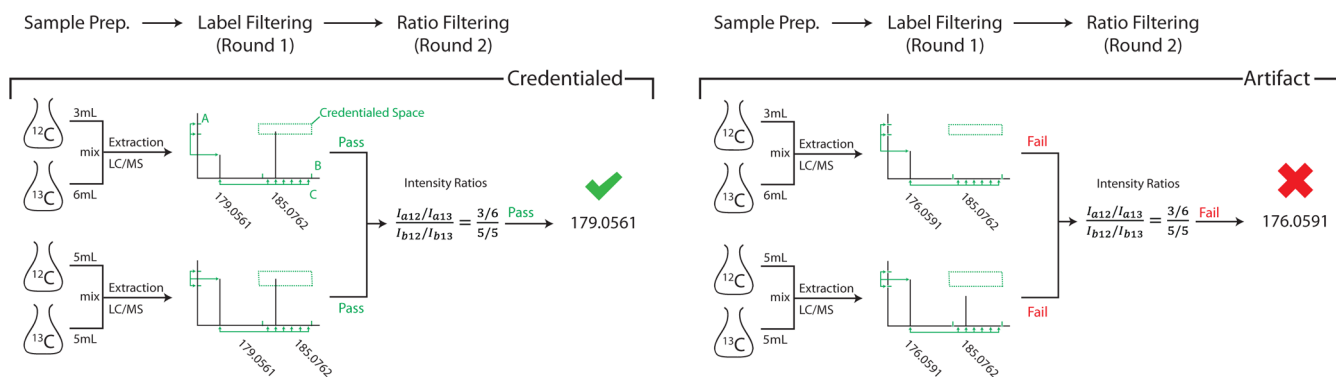 Sample Prep. → Label Filtering → Ratio Filtering
(Round 1) (Round 2)
Credentialed
12C
3mL
mix
13C
6mL
Extraction
LC/MS
A
Credentialed Space
B
C
179.0561
185.0762
Pass
12C
5mL
mix
13C
5mL
Extraction
LC/MS
179.0561
185.0762
Pass
Intensity Ratios
Ia12/Ia13 = 3/6
Ib12/Ib13 5/5
Pass
179.0561
Sample Prep. → Label Filtering → Ratio Filtering
(Round 1) (Round 2)
Artifact
12C
3mL
mix
13C
6mL
Extraction
LC/MS
176.0591
185.0762
Fail
12C
5mL
mix
13C
5mL
Extraction
LC/MS
176.0591
185.0762
Fail
Intensity Ratios
Ia12/Ia13 = 3/6
Ib12/Ib13 5/5
Fail
176.0591